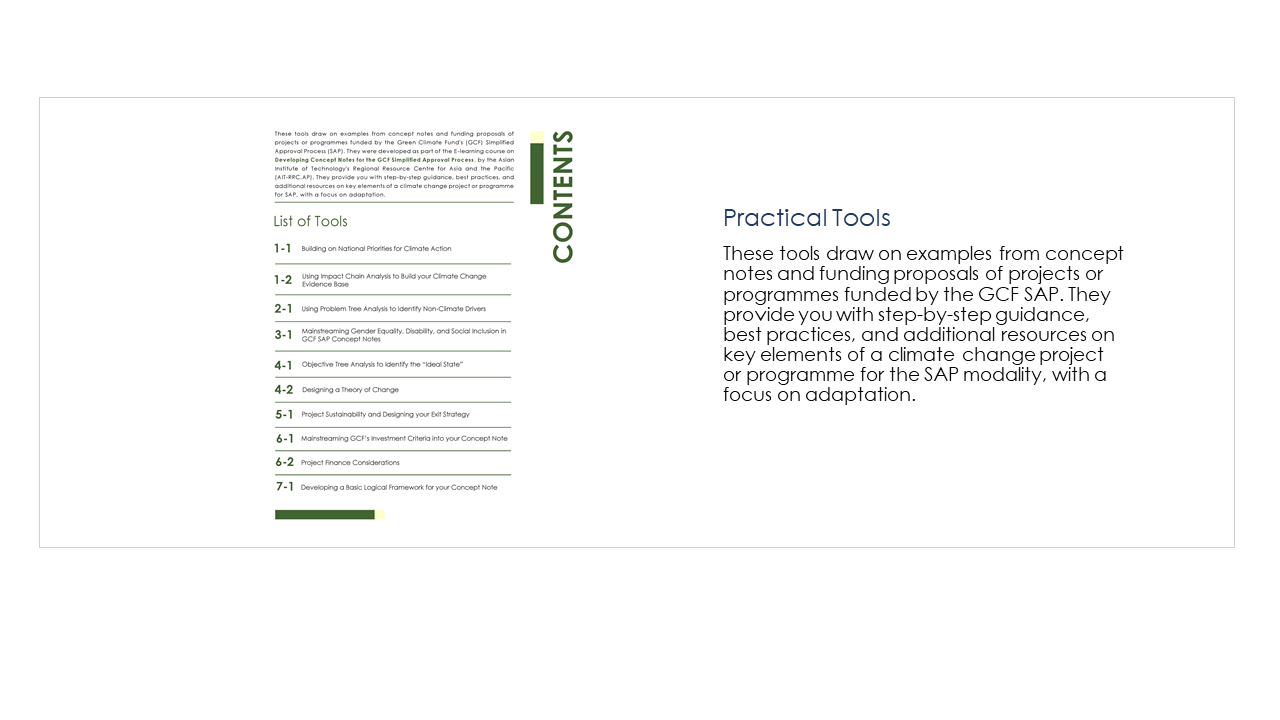 These tools draw on examples from concept notes and funding proposals of
projects or programmes funded by the Green Climate Fund's (GCF) Simplified
Approval Process (SAP). They were developed as part of the E-learning course on
Developing Concept Notes for the GCF Simplified Approval Process, by the Asian
Institute of Technology's Regional Resource Centre for Asia and the Pacific
(AIT-RRC.AP). They provide you with step-by-step guidance, best practices, and
additional resources on key elements of a climate change project or programme
for SAP, with a focus on adaptation.
CONTENTS
List of Tools
1-1 Building on National Priorities for Climate Action
1-2 Using Impact Chain Analysis to Build your Climate Change
Evidence Base
2-1 Using Problem Tree Analysis to Identify Non-Climate Drivers
3-1 Mainstreaming Gender Equality, Disability, and Social Inclusion in
GCF SAP Concept Notes
4-1 Objective Tree Analysis to Identify the “Ideal State”
4-2 Designing a Theory of Change
5-1 Project Sustainability and Designing your Exit Strategy
6-1 Mainstreaming GCF's Investment Criteria into your Concept Note
6-2 Project Finance Considerations
7-1 Developing a Basic Logical Framework for your Concept Note
Practical Tools
These tools draw on examples from concept
notes and funding proposals of projects or
programmes funded by the GCF SAP. They
provide you with step-by-step guidance,
best practices, and additional resources on
key elements of a climate change project
or programme for the SAP modality, with a
focus on adaptation.